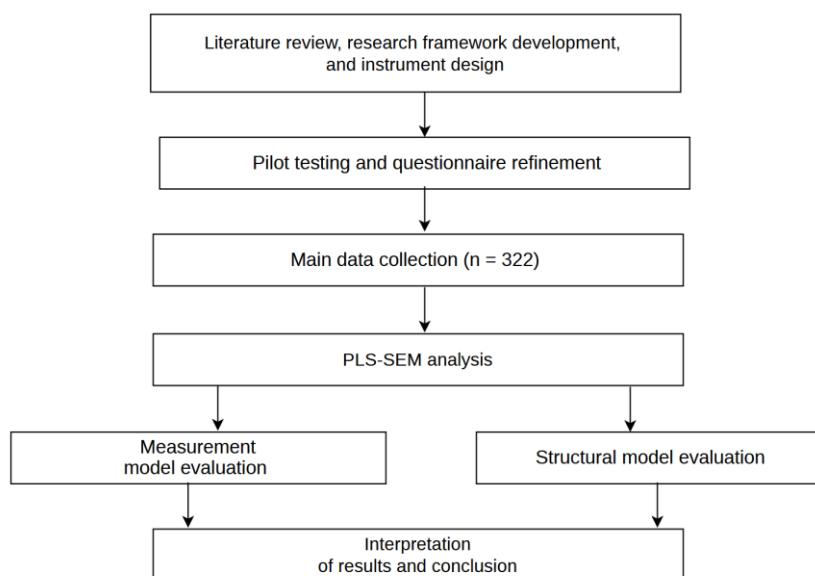 Literature review, research framework development,
and instrument design
Pilot testing and questionnaire refinement
Main data collection (n = 322)
PLS-SEM analysis
Measurement
model evaluation
Structural model evaluation
Interpretation
of results and conclusion